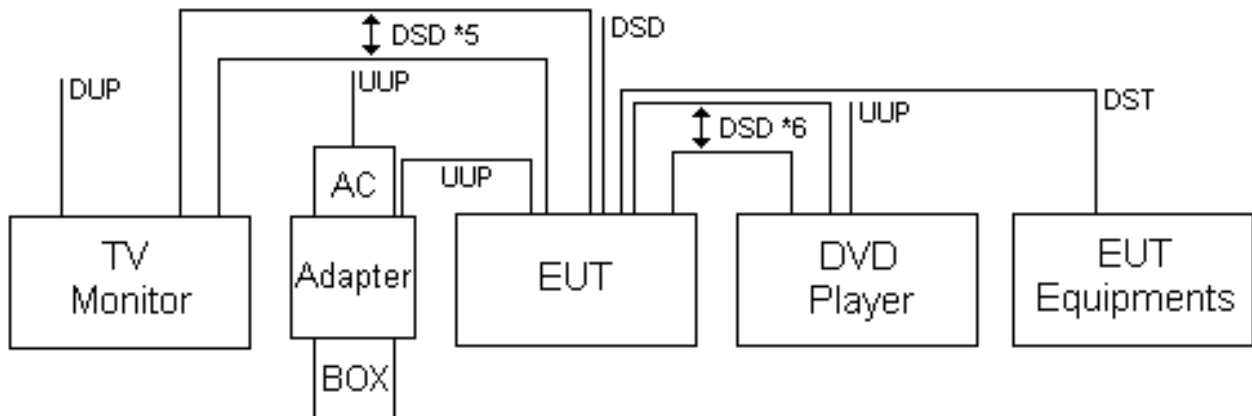 DSD *5
DSD
DUP
UUP
DST
UUP
DSD *6
AC
UUP
TV
Monitor
Adapter
EUT
DVD
Player
EUT
Equipments
BOX